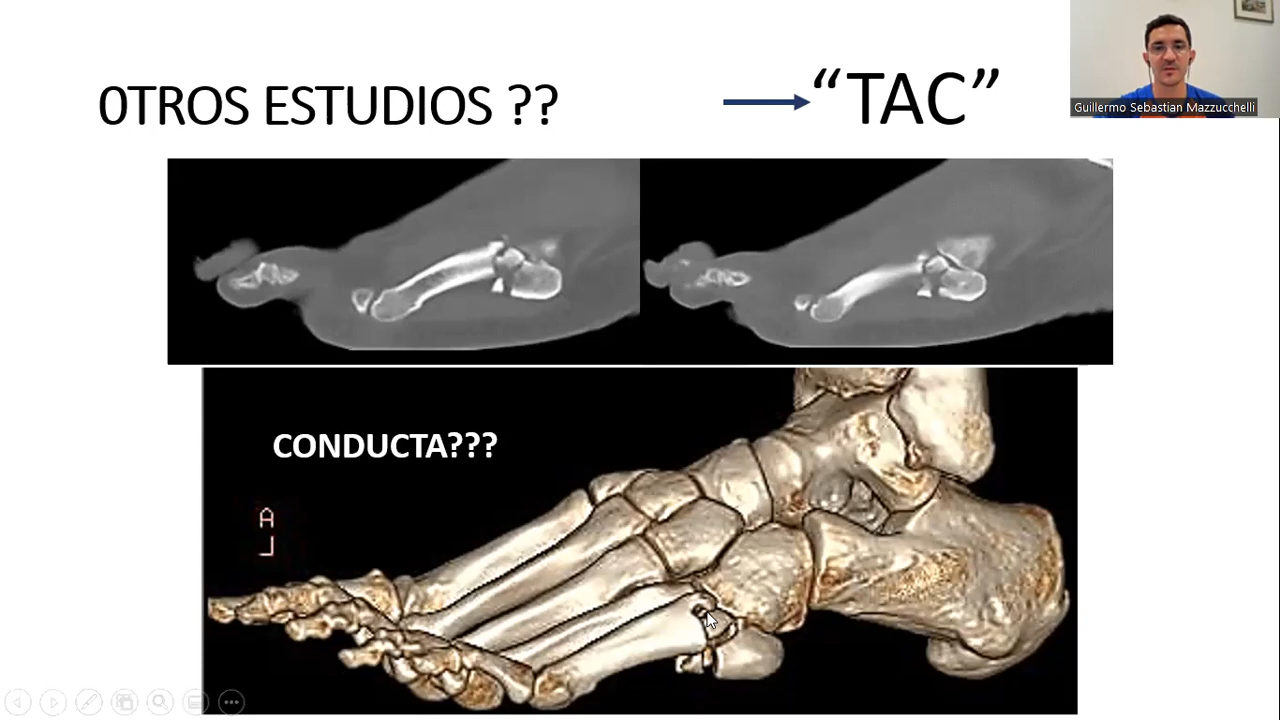 0TROS ESTUDIOS ??
“TAC”
Guillermo Sebastian Mazzucchelli
CONDUCTA???
A
L